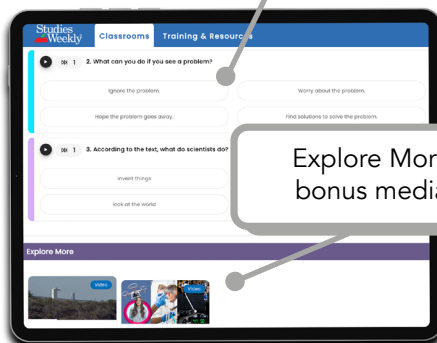 Studies Weekly
Classrooms
Training & Resources
1
2. What can you do if you see a problem?
Ignore the problem.
Worry about the problem.
Hope the problem goes away.
Find solutions to solve the problem.
1
3. According to the text, what do scientists do?
invent things
look at the world
Explore Mor
bonus media
Explore More
Video
Video